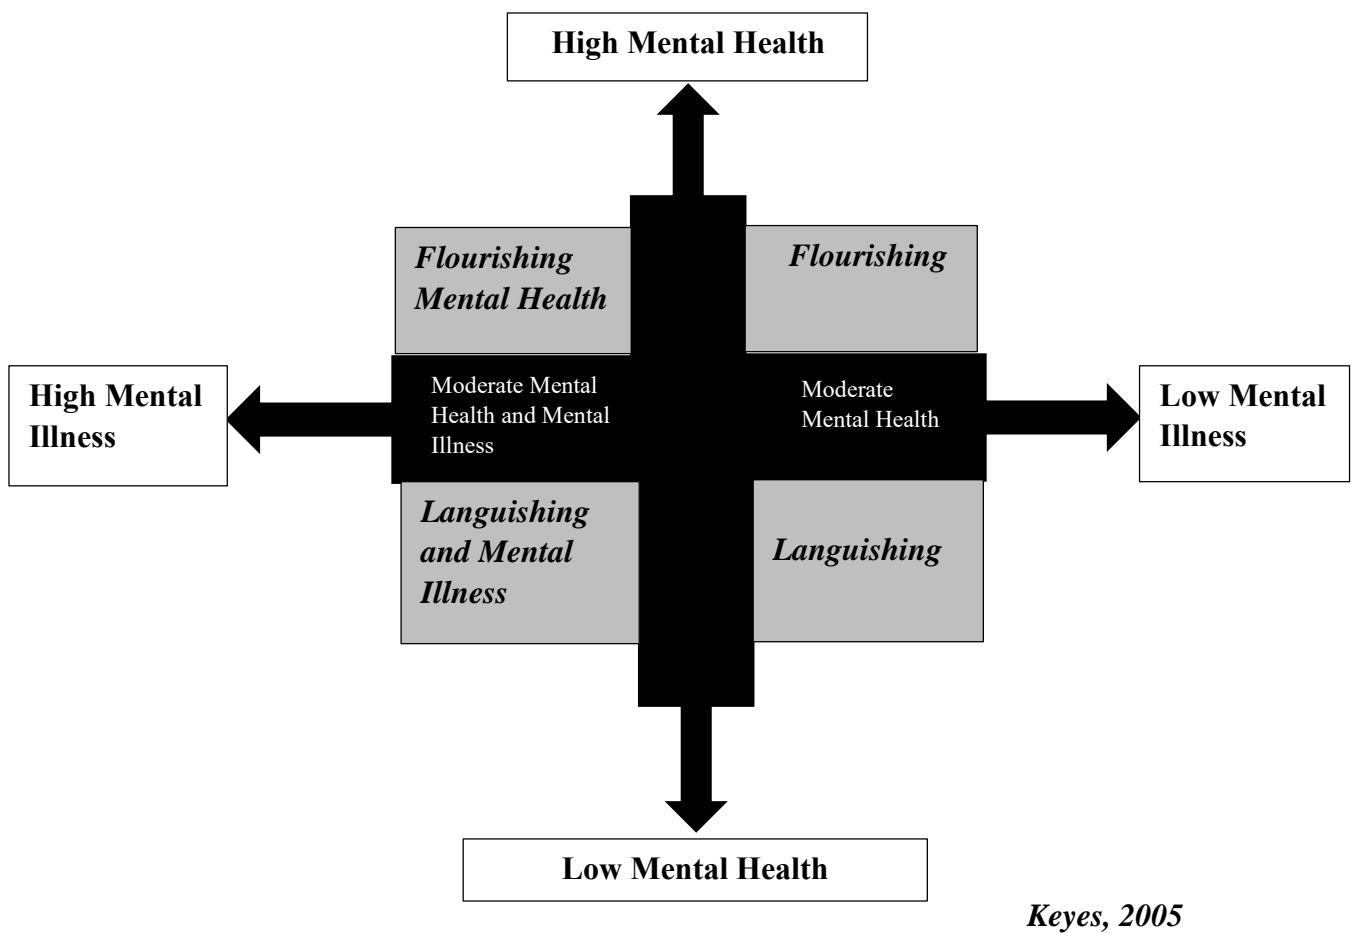 High Mental Health
Flourishing
Mental Health
Flourishing
High Mental
Illness
Moderate Mental
Health and Mental
Illness
Moderate
Mental Health
Low Mental
Illness
Languishing
and Mental
Illness
Languishing
Low Mental Health
Keyes, 2005